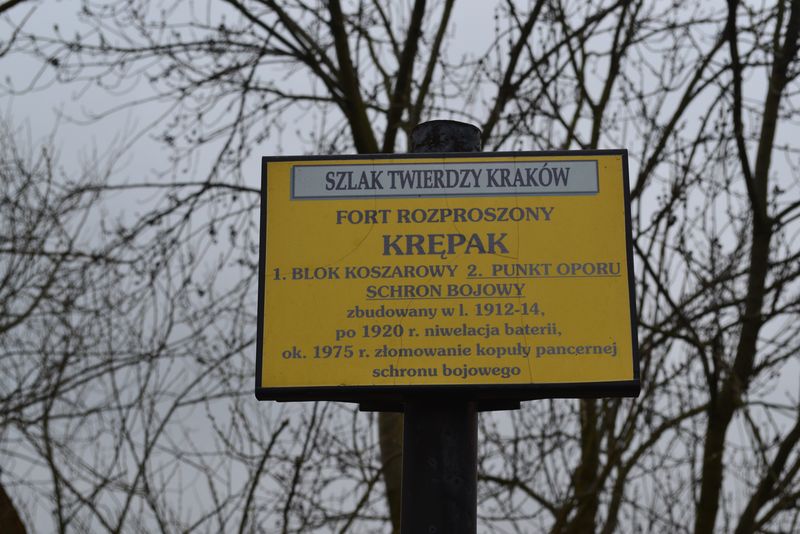 SZLAK TWIERDZY KRAKÓW
FORT ROZPROSZONY
KRĘPAK
1. BLOK KOSZAROWY 2. PUNKT OPORU
SCHRON BOJOWY
zbudowany w l. 1912-14,
po 1920 r. niwelacja baterii,
ok. 1975 r. złomowanie kopuły pancernej
schronu bojowego